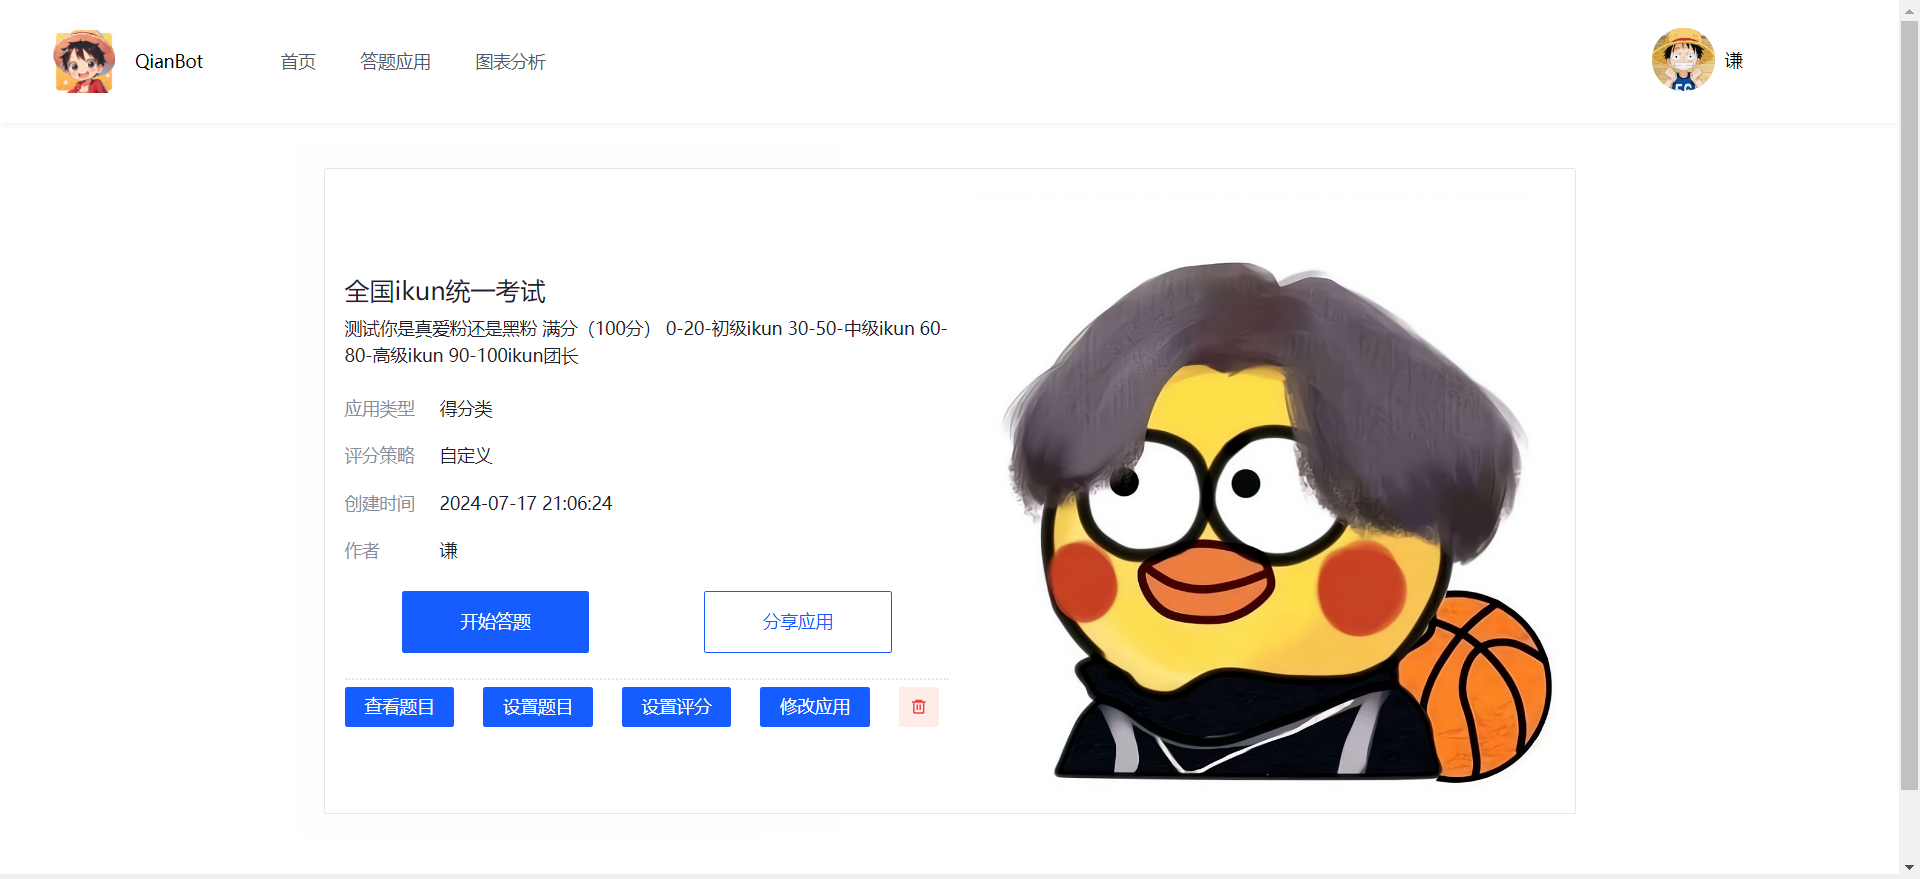 QianBot
首页
答题应用
图表分析
谦
全国ikun统一考试
测试你是真爱粉还是黑粉 满分（100分） 0-20-初级ikun 30-50-中级ikun 60-
80-高级ikun 90-100ikun团长
应用类型 得分类
评分策略 自定义
创建时间 2024-07-17 21:06:24
作者 谦
开始答题
分享应用
查看题目
设置题目
设置评分
修改应用